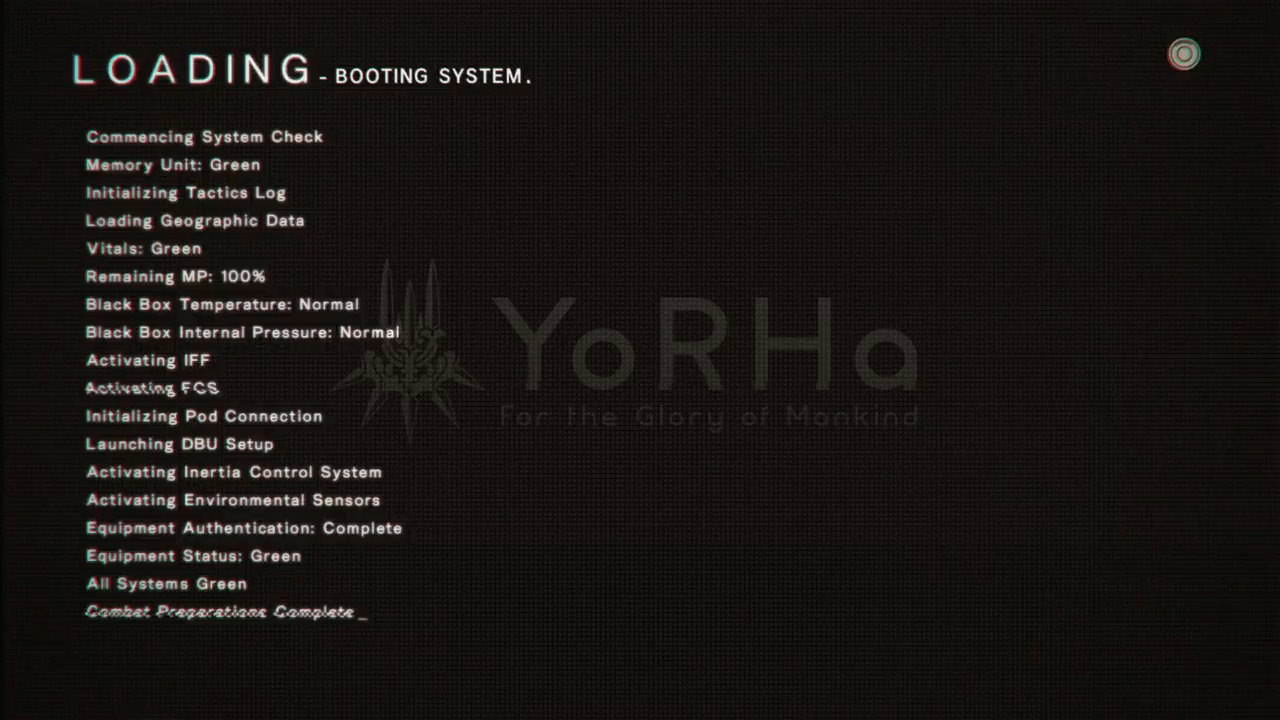 LOADING - BOOTING SYSTEM.
Commencing System Check
Memory Unit: Green
Initializing Tactics Log
Loading Geographic Data
Vitals: Green
Remaining MP: 100%
Black Box Temperature: Normal
Black Box Internal Pressure: Normal
Activating IFF
Activating FCS
Initializing Pod Connection
Launching DBU Setup
Activating Inertia Control System
Activating Environmental Sensors
Equipment Authentication: Complete
Equipment Status: Green
All Systems Green
Combat Preparations Complete _
YoRHa
For the Glory of Mankind